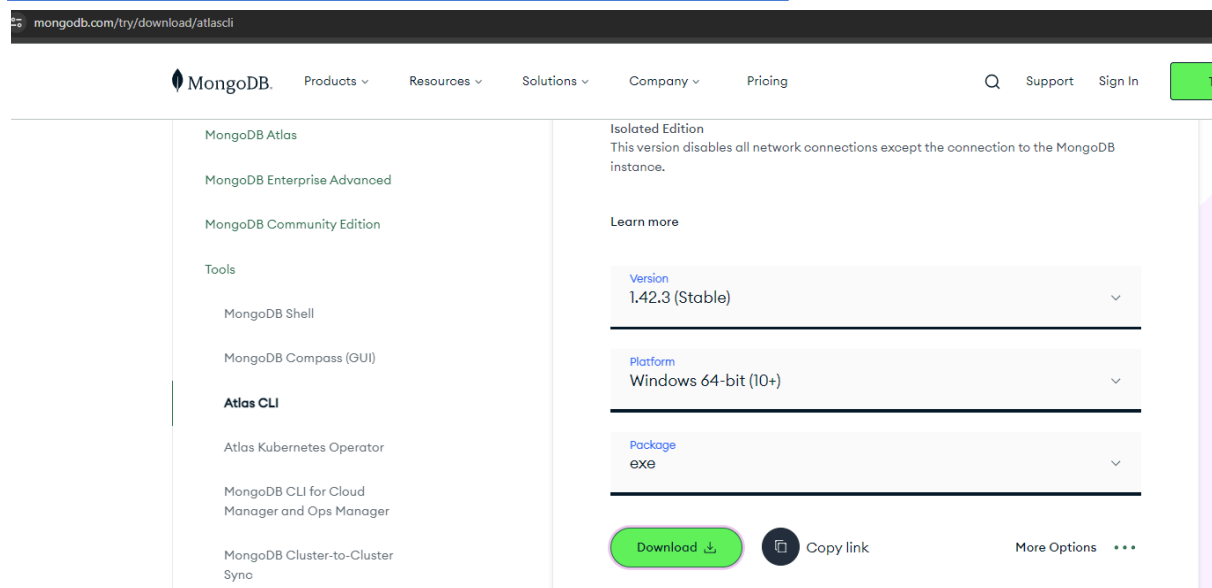 mongodb.com/try/download/atlascli
MongoDB.
Products
Resources
Solutions
Company
Pricing
Support
Sign In
MongoDB Atlas
MongoDB Enterprise Advanced
MongoDB Community Edition
Tools
MongoDB Shell
MongoDB Compass (GUI)
Atlas CLI
Atlas Kubernetes Operator
MongoDB CLI for Cloud
Manager and Ops Manager
MongoDB Cluster-to-Cluster
Sync
Isolated Edition
This version disables all network connections except the connection to the MongoDB
instance.
Learn more
Version
1.42.3 (Stable)
Platform
Windows 64-bit (10+)
Package
exe
Download
Copy link
More Options